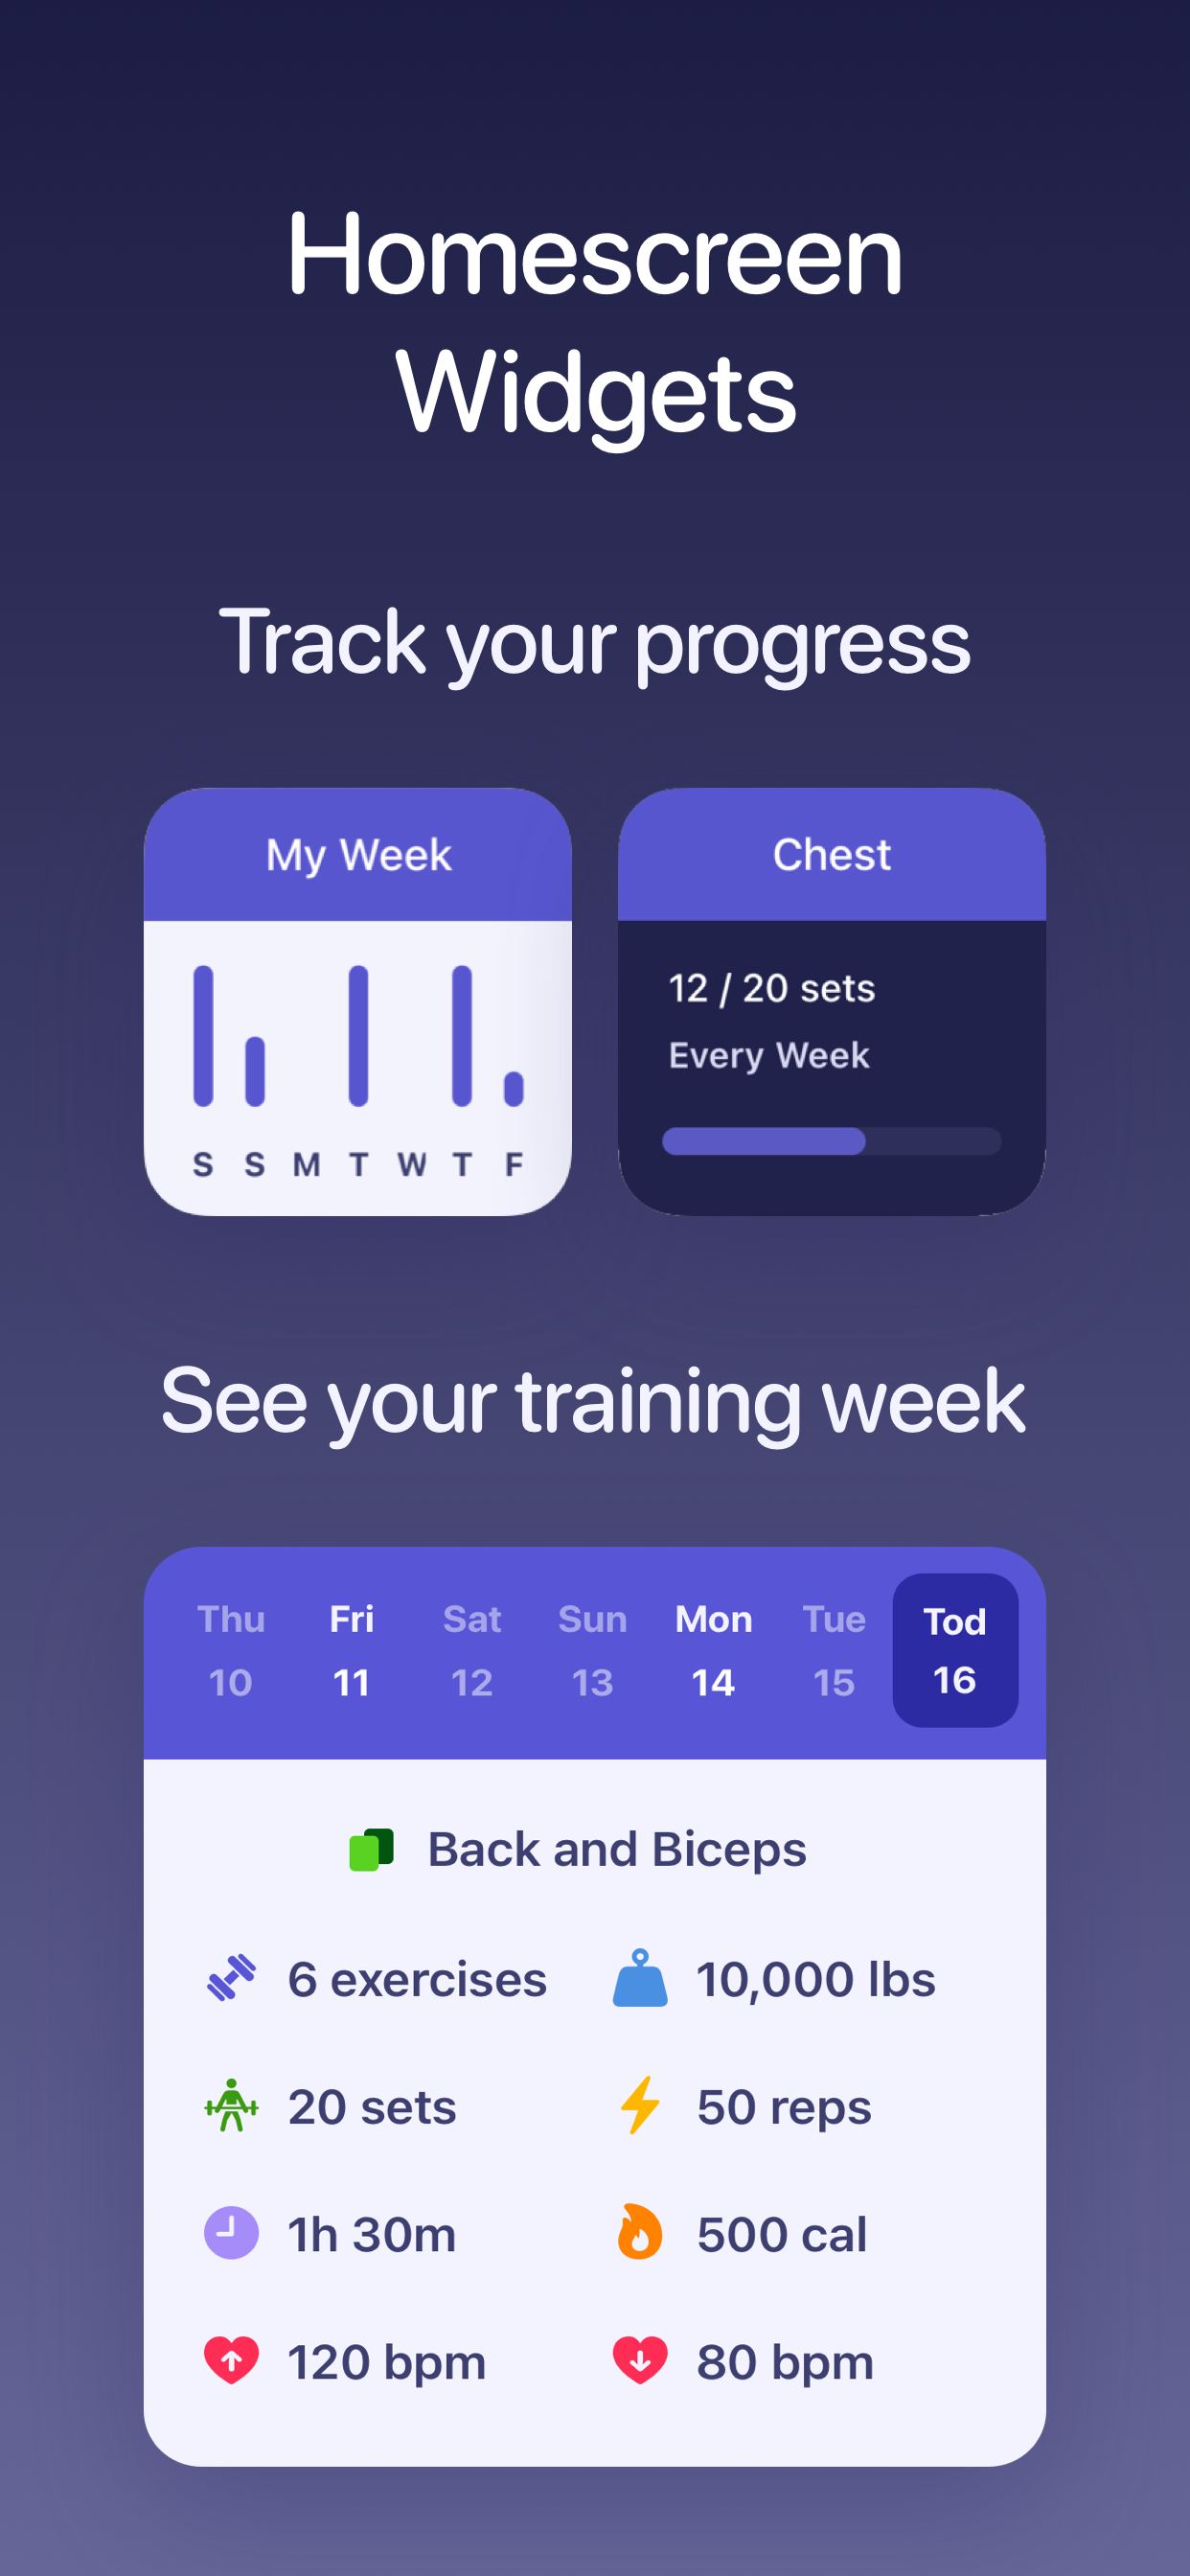 Homescreen
Widgets
Track your progress
My Week
S S M T W T F
Chest
12 / 20 sets
Every Week
See your training week
Thu Fri Sat Sun Mon Tue Tod
10 11 12 13 14 15 16
Back and Biceps
6 exercises 10,000 lbs
20 sets 50 reps
1h 30m 500 cal
120 bpm 80 bpm